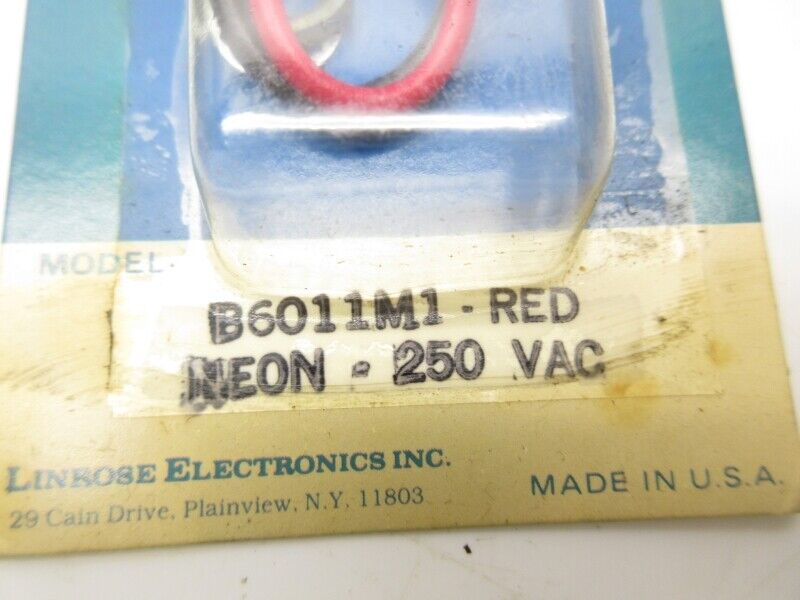 MODEL
B6011M1 - RED
NEON - 250 VAC
LINROSE ELECTRONICS INC.
29 Cain Drive, Plainview, N.Y. 11803
MADE IN U.S.A.